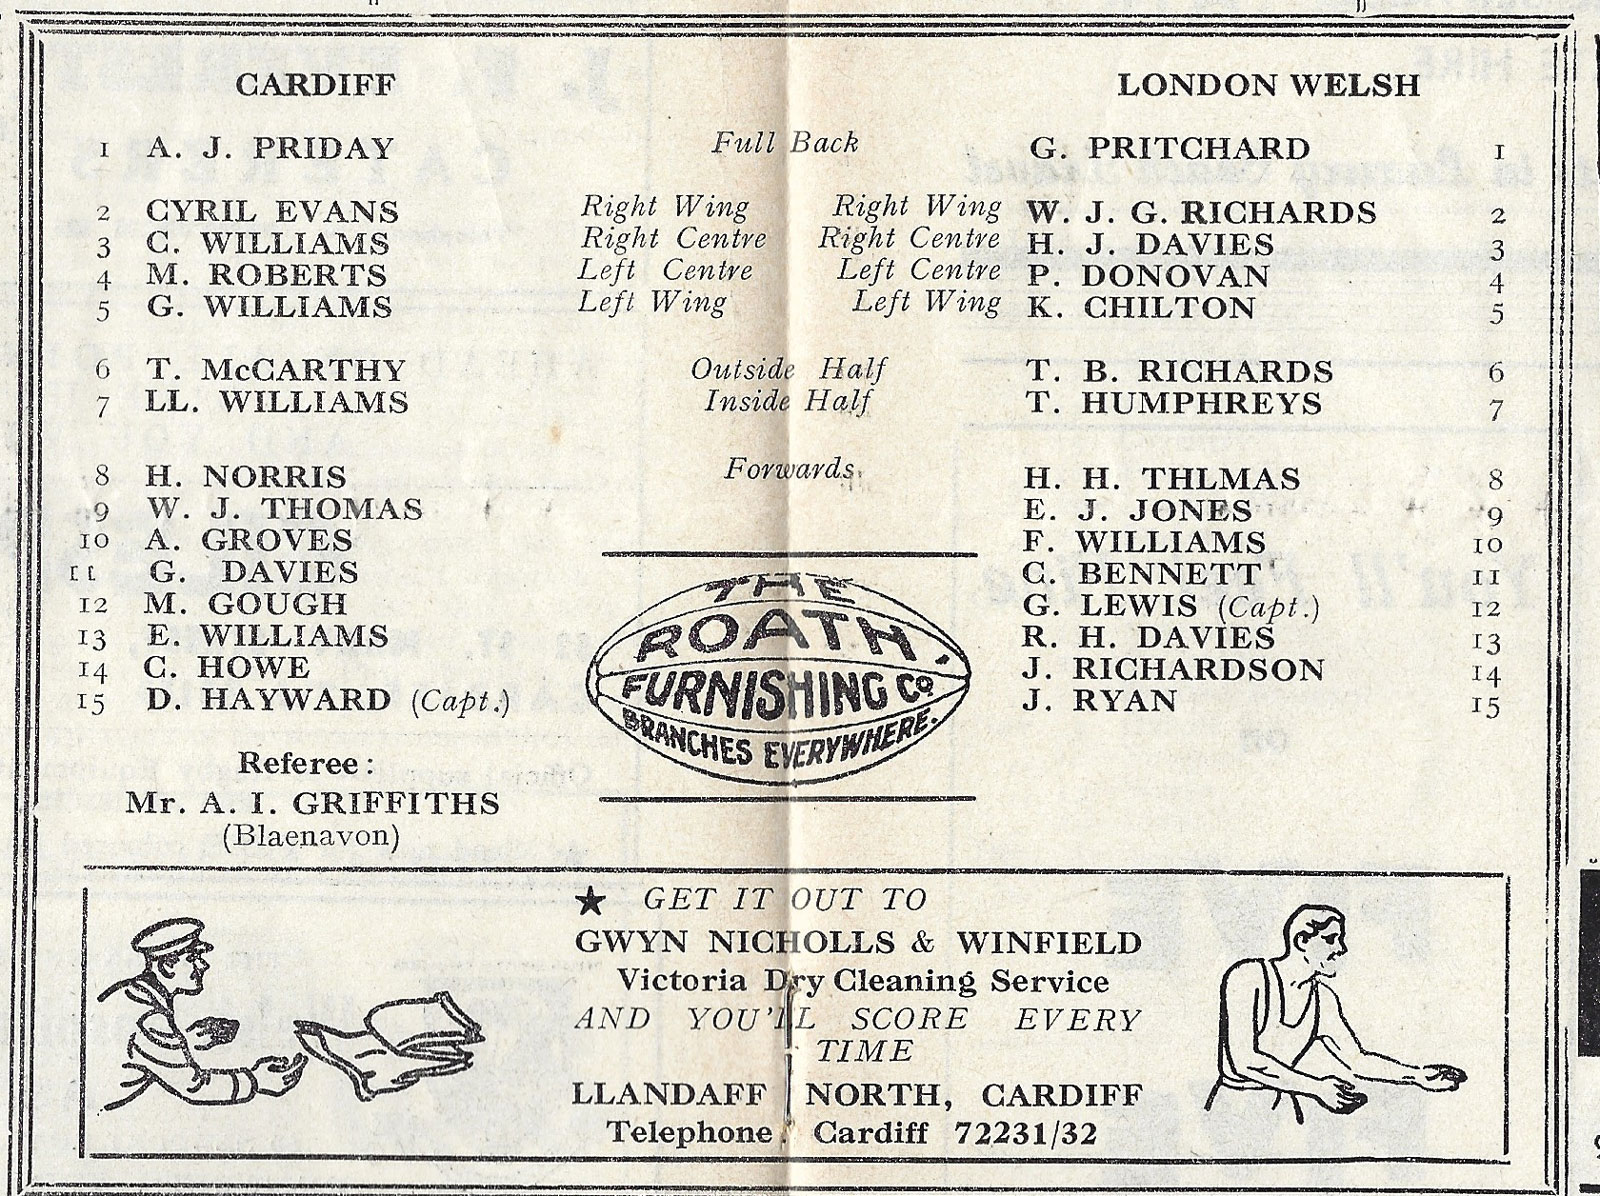 CARDIFF LONDON WELSH
1 A. J. PRIDAY Full Back G. PRITCHARD 1
2 CYRIL EVANS Right Wing Right Wing W. J. G. RICHARDS 2
3 C. WILLIAMS Right Centre Right Centre H. J. DAVIES 3
4 M. ROBERTS Left Centre Left Centre P. DONOVAN 4
5 G. WILLIAMS Left Wing Left Wing K. CHILTON 5
6 T. McCARTHY Outside Half T. B. RICHARDS 6
7 LL. WILLIAMS Inside Half T. HUMPHREYS 7
8 H. NORRIS Forwards. H. H. THLMAS 8
9 W. J. THOMAS E. J. JONES 9
10 A. GROVES F. WILLIAMS 10
11 G. DAVIES C. BENNETT 11
12 M. GOUGH G. LEWIS (Capt.) 12
13 E. WILLIAMS R. H. DAVIES 13
14 C. HOWE J. RICHARDSON 14
15 D. HAYWARD (Capt.) J. RYAN 15
THE
ROATH
FURNISHING Co.
BRANCHES EVERYWHERE.
Referee:
Mr. A. I. GRIFFITHS
(Blaenavon)
★ GET IT OUT TO
GWYN NICHOLLS & WINFIELD
Victoria Dry Cleaning Service
AND YOU'LL SCORE EVERY
TIME
LLANDAFF NORTH, CARDIFF
Telephone: Cardiff 72231/32